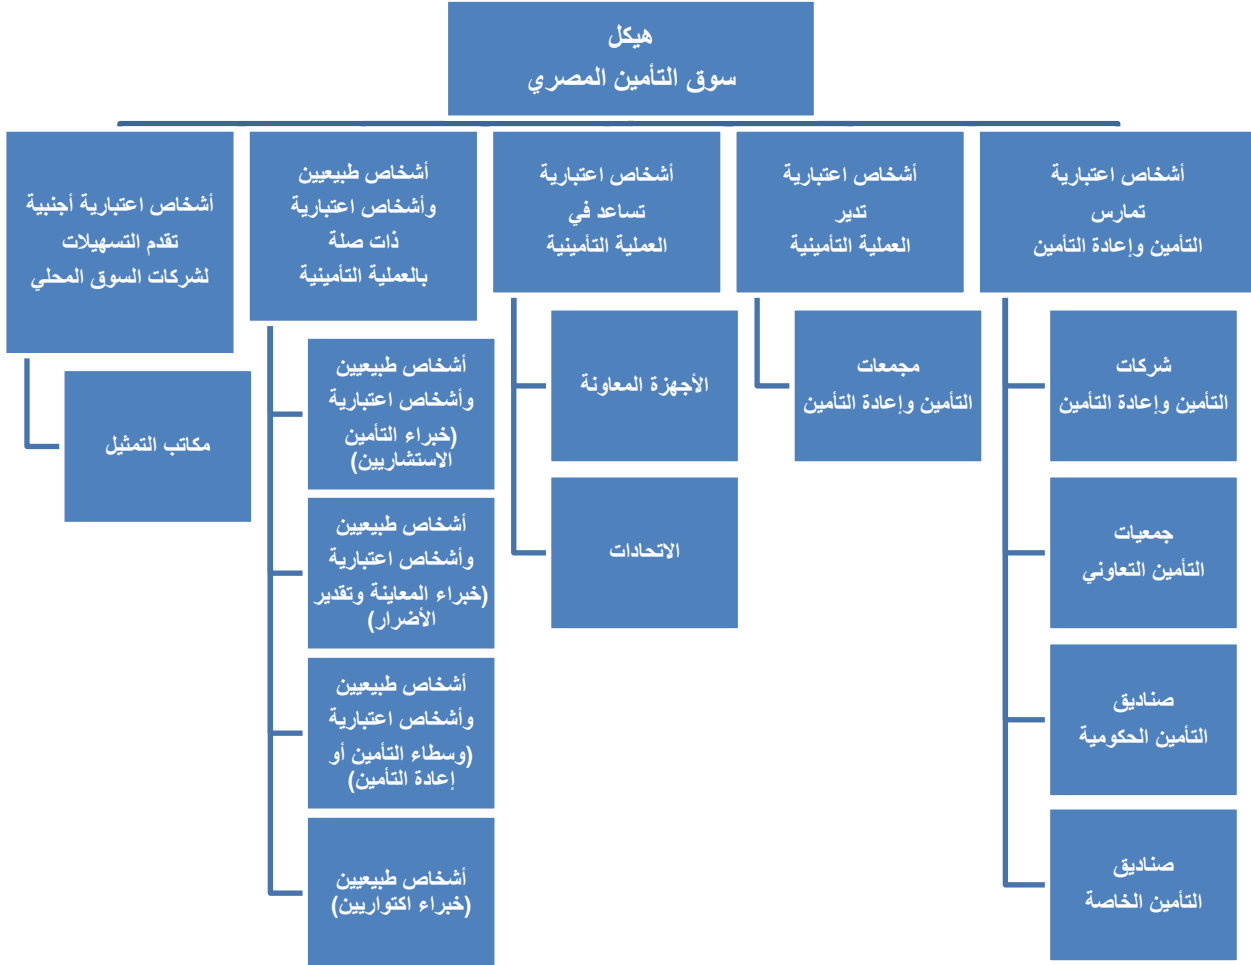 هيكل
سوق التأمين المصري
أشخاص اعتبارية
تمارس
التأمين وإعادة التأمين
شركات
التأمين وإعادة التأمين
جمعيات
التأمين التعاوني
صناديق
التأمين الحكومية
صناديق
التأمين الخاصة
أشخاص اعتبارية
تدير
العملية التأمينية
مجمعات
التأمين وإعادة التأمين
أشخاص اعتبارية
تساعد في
العملية التأمينية
الأجهزة المعاونة
الاتحادات
أشخاص طبيعيين
وأشخاص اعتبارية
ذات صلة
بالعملية التأمينية
أشخاص طبيعيين
وأشخاص اعتبارية
(خبراء التأمين
الاستشاريين)
أشخاص طبيعيين
وأشخاص اعتبارية
(خبراء المعاينة وتقدير
الأضرار)
أشخاص طبيعيين
وأشخاص اعتبارية
(وسطاء التأمين أو
إعادة التأمين)
أشخاص طبيعيين
(خبراء اكتواريين)
أشخاص اعتبارية أجنبية
تقدم التسهيلات
لشركات السوق المحلي
مكاتب التمثيل